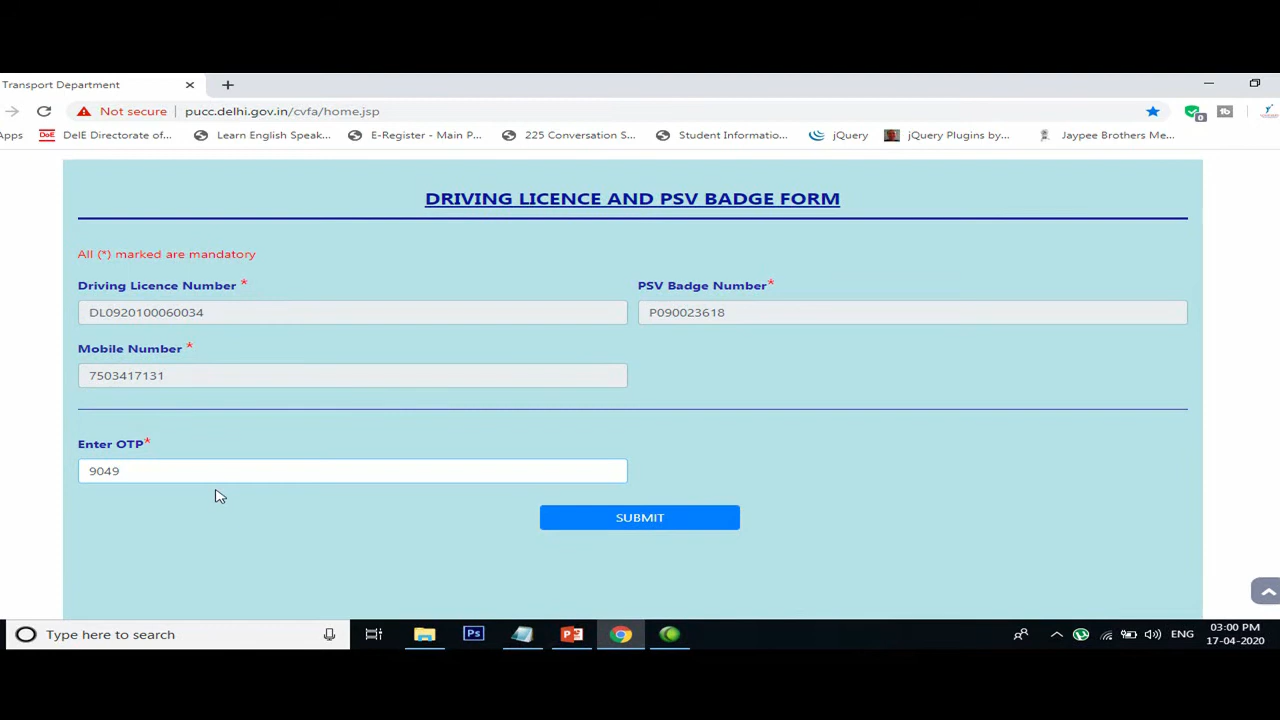 Transport Department
Not secure pucc.delhi.gov.in/cvfa/home.jsp
Apps DoE DelE Directorate of... Learn English Speak... E-Register - Main P... 225 Conversation S... Student Informatio... jQuery jQuery Plugins by... Jaypee Brothers Me...
DRIVING LICENCE AND PSV BADGE FORM
All (*) marked are mandatory
Driving Licence Number * PSV Badge Number*
DL0920100060034 P090023618
Mobile Number *
7503417131
Enter OTP*
9049
SUBMIT
Type here to search Ps ENG 03:00 PM
17-04-2020